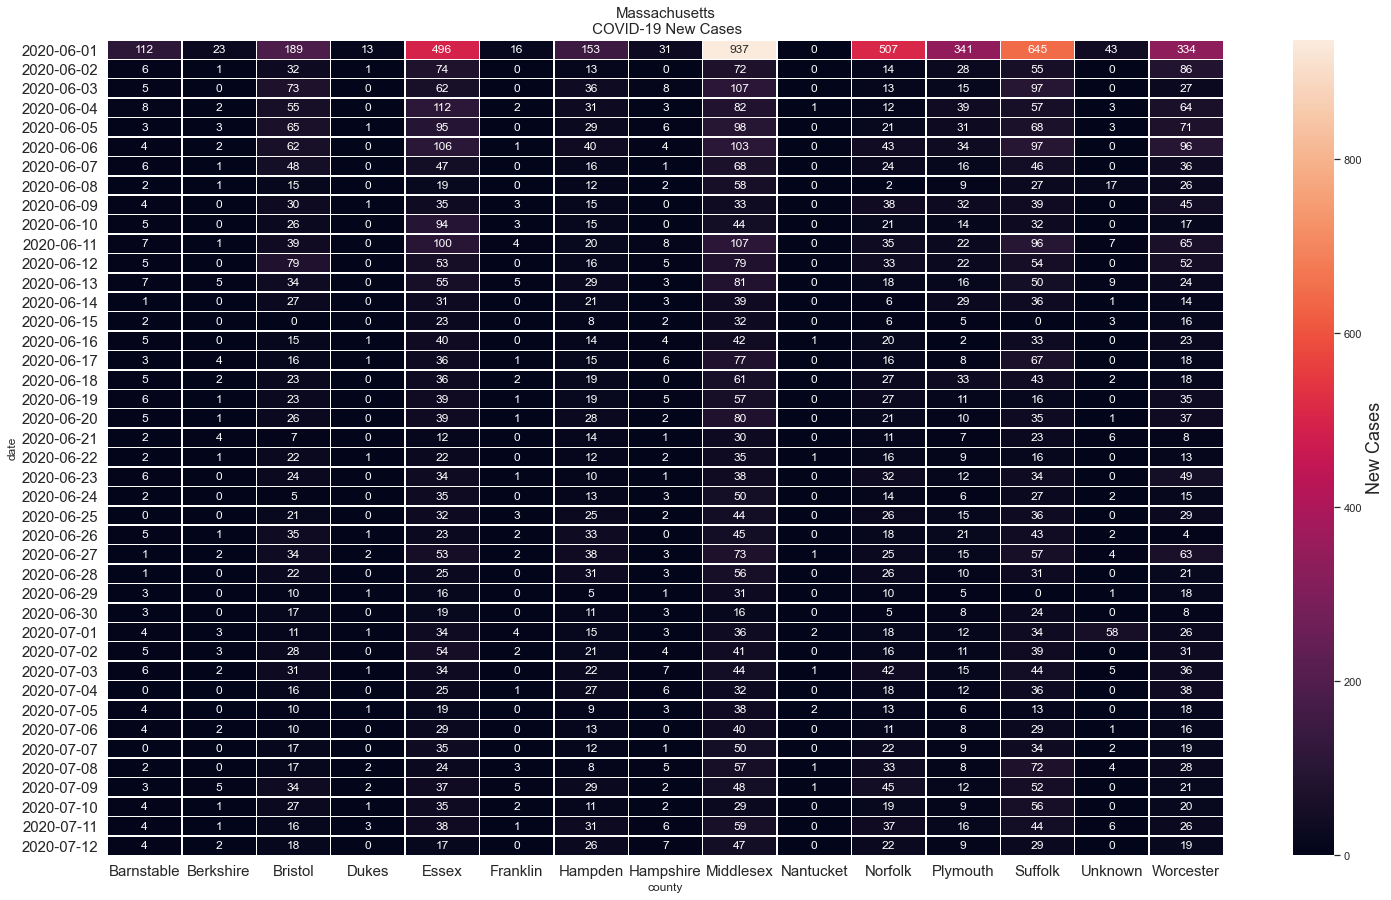 Massachusetts
COVID-19 New Cases
2020-06-01 112 23 189 13 496 16 153 31 937 0 507 341 645 43 334
2020-06-02 6 1 32 1 74 0 13 0 72 0 14 28 55 0 86
2020-06-03 5 0 73 0 62 0 36 8 107 0 13 15 97 0 27
2020-06-04 8 2 55 0 112 2 31 3 82 1 12 39 57 3 64
2020-06-05 3 3 65 1 95 0 29 6 98 0 21 31 68 3 71
2020-06-06 4 2 62 0 106 1 40 4 103 0 43 34 97 0 96
2020-06-07 6 1 48 0 47 0 16 1 68 0 24 16 46 0 36
2020-06-08 2 1 15 0 19 0 12 2 58 0 2 9 27 17 26
2020-06-09 4 0 30 1 35 3 15 0 33 0 38 32 39 0 45
2020-06-10 5 0 26 0 94 3 15 0 44 0 21 14 32 0 17
2020-06-11 7 1 39 0 100 4 20 8 107 0 35 22 96 7 65
2020-06-12 5 0 79 0 53 0 16 5 79 0 33 22 54 0 52
2020-06-13 7 5 34 0 55 5 29 3 81 0 18 16 50 9 24
2020-06-14 1 0 27 0 31 0 21 3 39 0 6 29 36 1 14
2020-06-15 2 0 0 0 23 0 8 2 32 0 6 5 0 3 16
2020-06-16 5 0 15 1 40 0 14 4 42 1 20 2 33 0 23
2020-06-17 3 4 16 1 36 1 15 6 77 0 16 8 67 0 18
2020-06-18 5 2 23 0 36 2 19 0 61 0 27 33 43 2 18
2020-06-19 6 1 23 0 39 1 19 5 57 0 27 11 16 0 35
2020-06-20 5 1 26 0 39 1 28 2 80 0 21 10 35 1 37
2020-06-21 2 4 7 0 12 0 14 1 30 0 11 7 23 6 8
2020-06-22 2 1 22 1 22 0 12 2 35 1 16 9 16 0 13
2020-06-23 6 0 24 0 34 1 10 1 38 0 32 12 34 0 49
2020-06-24 2 0 5 0 35 0 13 3 50 0 14 6 27 2 15
2020-06-25 0 0 21 0 32 3 25 2 44 0 26 15 36 0 29
2020-06-26 5 1 35 1 23 2 33 0 45 0 18 21 43 2 4
2020-06-27 1 2 34 2 53 2 38 3 73 1 25 15 57 4 63
2020-06-28 1 0 22 0 25 0 31 3 56 0 26 10 31 0 21
2020-06-29 3 0 10 1 16 0 5 1 31 0 10 5 0 1 18
2020-06-30 3 0 17 0 19 0 11 3 16 0 5 8 24 0 8
2020-07-01 4 3 11 1 34 4 15 3 36 2 18 12 34 58 26
2020-07-02 5 3 28 0 54 2 21 4 41 0 16 11 39 0 31
2020-07-03 6 2 31 1 34 0 22 7 44 1 42 15 44 5 36
2020-07-04 0 0 16 0 25 1 27 6 32 0 18 12 36 0 38
2020-07-05 4 0 10 1 19 0 9 3 38 2 13 6 13 0 18
2020-07-06 4 2 10 0 29 0 13 0 40 0 11 8 29 1 16
2020-07-07 0 0 17 0 35 0 12 1 50 0 22 9 34 2 19
2020-07-08 2 0 17 2 24 3 8 5 57 1 33 8 72 4 28
2020-07-09 3 5 34 2 37 5 29 2 48 1 45 12 52 0 21
2020-07-10 4 1 27 1 35 2 11 2 29 0 19 9 56 0 20
2020-07-11 4 1 16 3 38 1 31 6 59 0 37 16 44 6 26
2020-07-12 4 2 18 0 17 0 26 7 47 0 22 9 29 0 19
Barnstable Berkshire Bristol Dukes Essex Franklin Hampden Hampshire Middlesex Nantucket Norfolk Plymouth Suffolk Unknown Worcester
county
date
800
600
400
200
0
New Cases